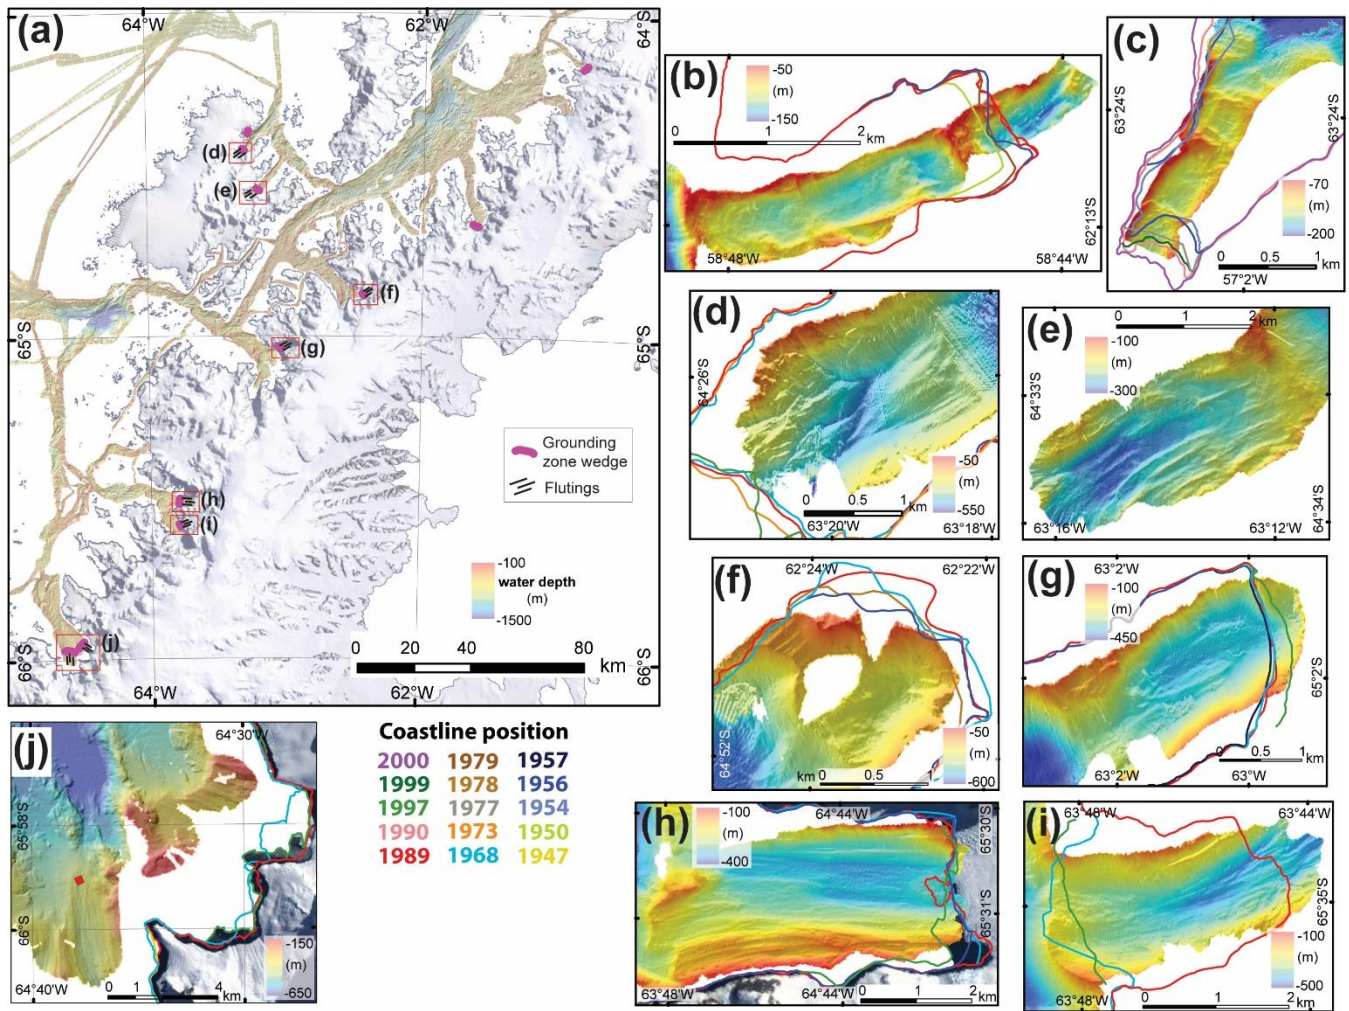 (a)
64°W
62°W
64°S
(d)
(e)
(f)
65°S
65°S
(g)
Grounding
zone wedge
Flutings
(h)
(i)
-100
water depth
(m)
-1500
(j)
0 20 40 60 80
km
66°S
66°S
64°W
62°W
(b)
-50
(m)
-150
0 1 2
km
62°13'S
58°48'W
58°44'W
(c)
63°24'S
63°24'S
-70
(m)
-200
0 0.5 1
km
57°2'W
(d)
64°26'S
-50
(m)
-550
0 0.5 1
km
63°20'W
63°18'W
(e)
0 1 2
km
-100
(m)
-300
64°33'S
64°34'S
63°16'W
63°12'W
(f)
62°24'W
62°22'W
64°52'S
-50
(m)
-600
km
0 0.5 1
(g)
63°2'W
-100
(m)
-450
65°2'S
0 0.5 1
km
63°2'W
63°W
(h)
-100
(m)
-400
64°44'W
65°30'S
65°31'S
63°48'W
64°44'W
0 1 2
km
(i)
63°48'W
63°44'W
65°35'S
-100
(m)
-500
63°48'W
0 1 2
km
(j)
64°30'W
65°58'S
66°S
-150
(m)
-650
64°40'W
0 1 2 4
km
Coastline position
2000 1979 1957
1999 1978 1956
1997 1977 1954
1990 1973 1950
1989 1968 1947